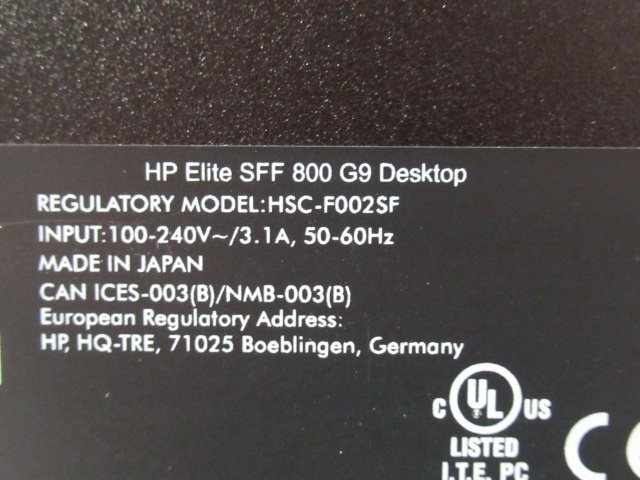 HP Elite SFF 800 G9 Desktop
REGULATORY MODEL:HSC-F002SF
INPUT:100-240V~/3.1A, 50-60Hz
MADE IN JAPAN
CAN ICES-003(B)/NMB-003(B)
European Regulatory Address:
HP, HQ-TRE, 71025 Boeblingen, Germany
C UL US
LISTED
I.T.E. PC
CE